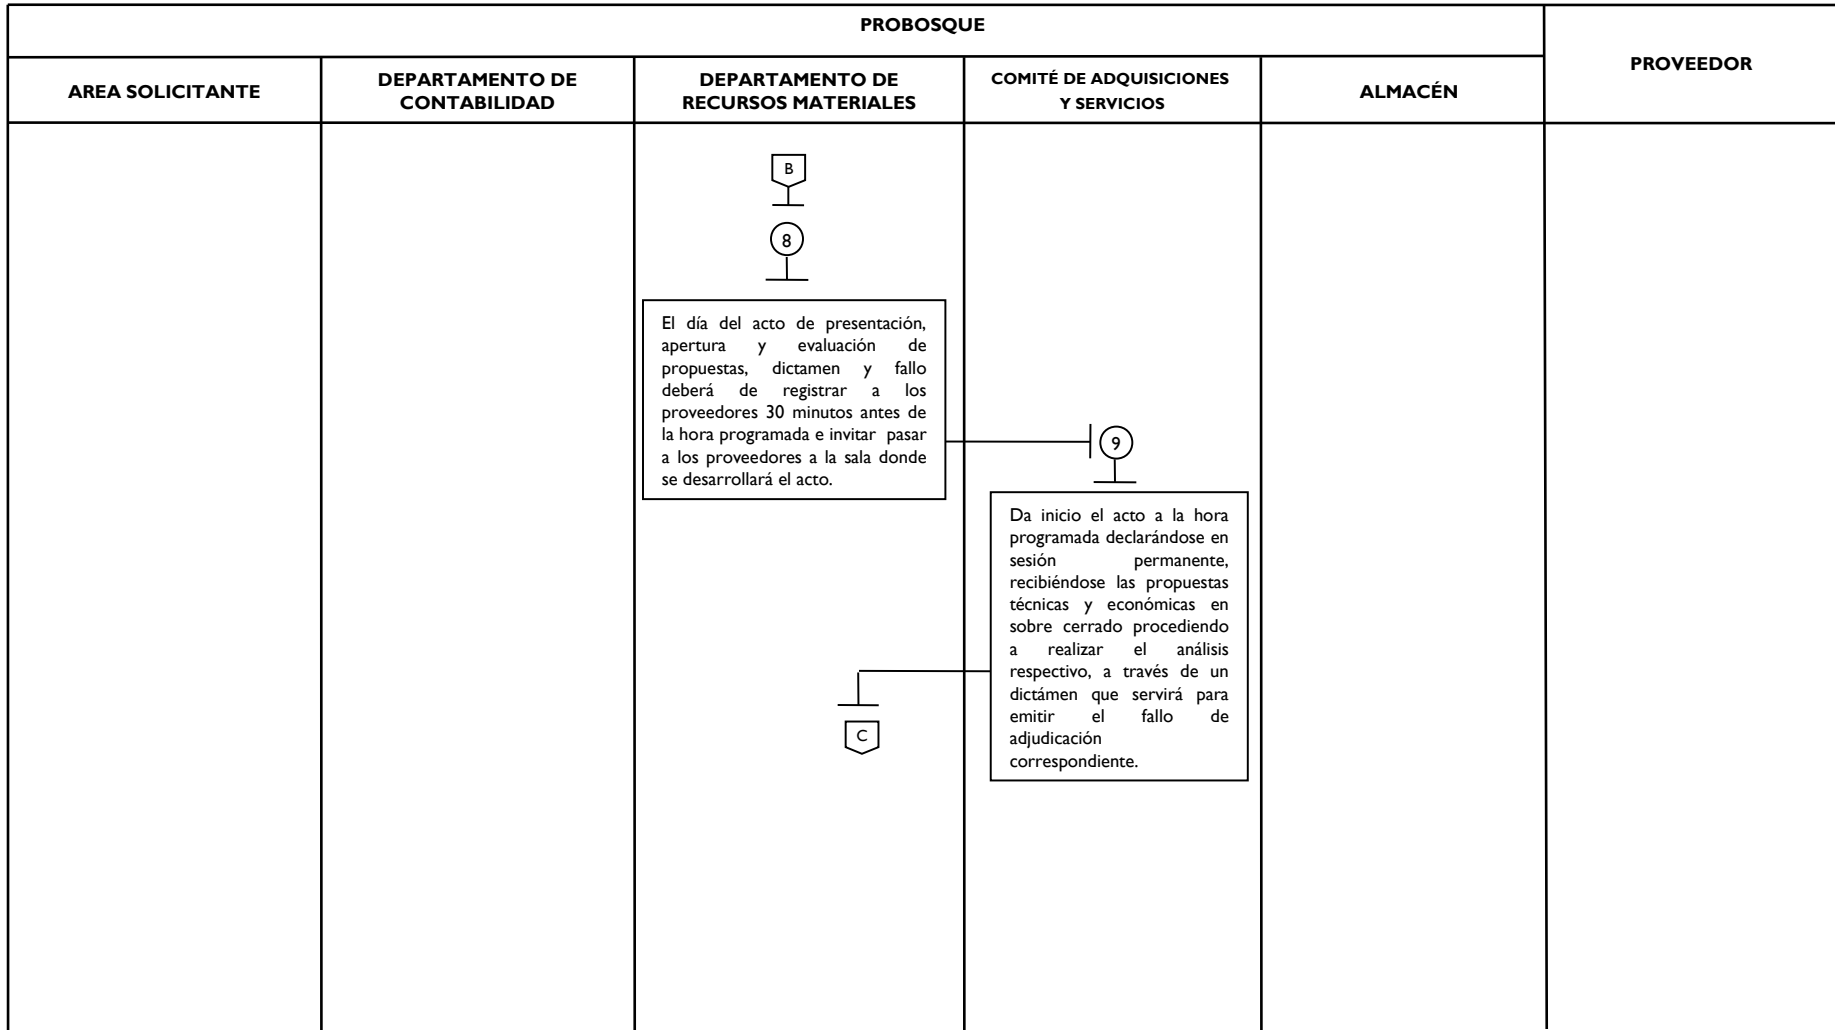 PROBOSQUE
PROVEEDOR
AREA SOLICITANTE
DEPARTAMENTO DE
CONTABILIDAD
DEPARTAMENTO DE
RECURSOS MATERIALES
COMITÉ DE ADQUISICIONES
Y SERVICIOS
ALMACÉN
B
8
El día del acto de presentación,
apertura y evaluación de
propuestas, dictamen y fallo
deberá de registrar a los
proveedores 30 minutos antes de
la hora programada e invitar pasar
a los proveedores a la sala donde
se desarrollará el acto.
9
Da inicio el acto a la hora
programada declarándose en
sesión permanente,
recibiéndose las propuestas
técnicas y económicas en
sobre cerrado procediendo
a realizar el análisis
respectivo, a través de un
dictámen que servirá para
emitir el fallo de
adjudicación
correspondiente.
C